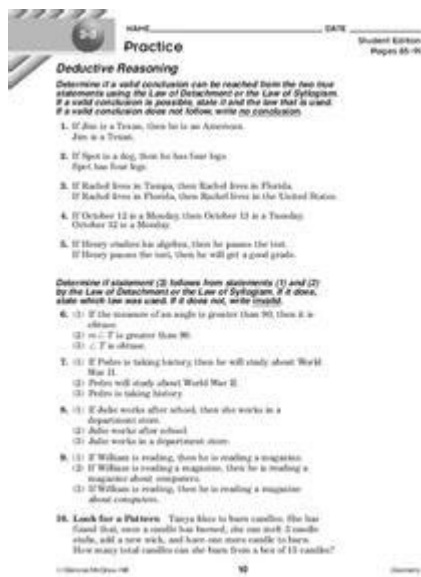 2-3
NAME DATE
Practice
Student Edition
Pages 85–91
Deductive Reasoning
Determine if a valid conclusion can be reached from the two true
statements using the Law of Detachment or the Law of Syllogism.
If a valid conclusion is possible, state it and the law that is used.
If a valid conclusion does not follow, write no conclusion.
1. If Jim is a Texan, then he is an American.
Jim is a Texan.
2. If Spot is a dog, then he has four legs.
Spot has four legs.
3. If Rachel lives in Tampa, then Rachel lives in Florida.
If Rachel lives in Florida, then Rachel lives in the United States.
4. If October 12 is a Monday, then October 13 is a Tuesday.
October 12 is a Monday.
5. If Henry studies his algebra, then he passes the test.
If Henry passes the test, then he will get a good grade.
Determine if statement (3) follows from statements (1) and (2)
by the Law of Detachment or the Law of Syllogism. If it does,
state which law was used. If it does not, write invalid.
6. (1) If the measure of an angle is greater than 90, then it is
obtuse.
(2) m∠T is greater than 90.
(3) ∠T is obtuse.
7. (1) If Pedro is taking history, then he will study about World
War II.
(2) Pedro will study about World War II.
(3) Pedro is taking history.
8. (1) If Julie works after school, then she works in a
department store.
(2) Julie works after school.
(3) Julie works in a department store.
9. (1) If William is reading, then he is reading a magazine.
(2) If William is reading a magazine, then he is reading a
magazine about computers.
(3) If William is reading, then he is reading a magazine
about computers.
10. Look for a Pattern Tanya likes to burn candles. She has
found that, once a candle has burned, she can melt 3 candle
stubs, add a new wick, and have one more candle to burn.
How many total candles can she burn from a box of 15 candles?
Glencoe/McGraw-Hill 10 Geometry